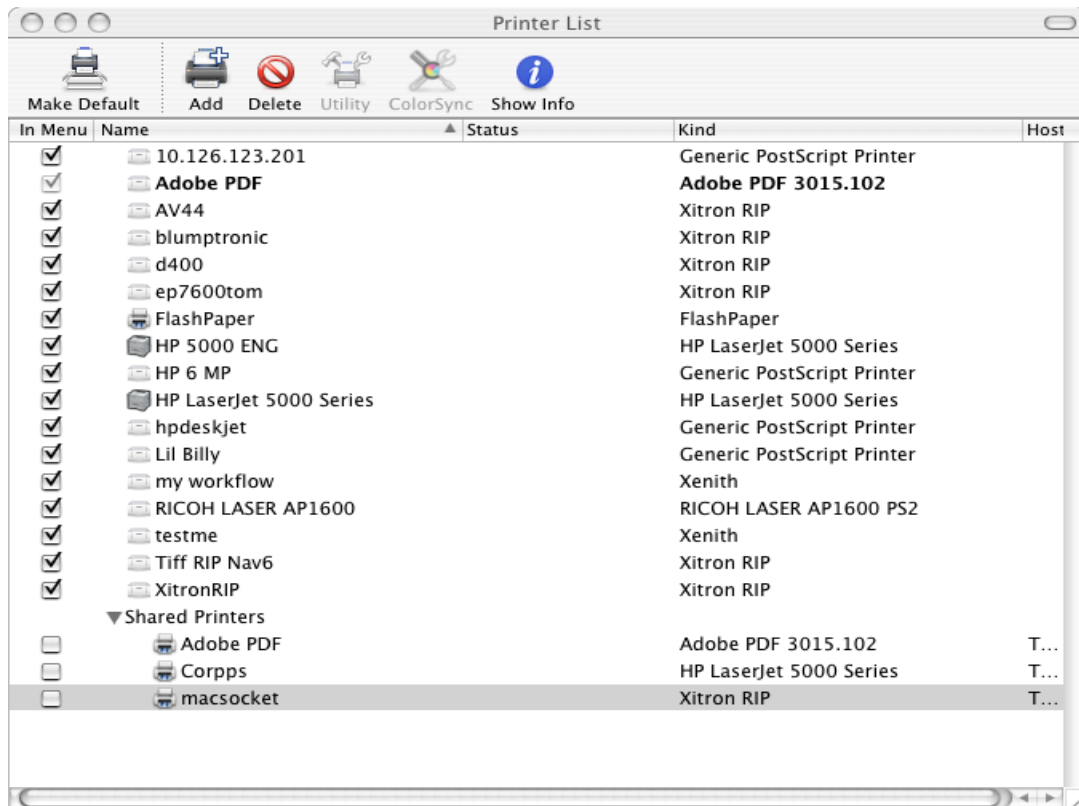 Printer List
Make Default Add Delete Utility ColorSync Show Info
In Menu Name Status Kind Host
10.126.123.201 Generic PostScript Printer
Adobe PDF Adobe PDF 3015.102
AV44 Xitron RIP
blumptronic Xitron RIP
d400 Xitron RIP
ep7600tom Xitron RIP
FlashPaper FlashPaper
HP 5000 ENG HP LaserJet 5000 Series
HP 6 MP Generic PostScript Printer
HP LaserJet 5000 Series HP LaserJet 5000 Series
hpdeskjet Generic PostScript Printer
Lil Billy Generic PostScript Printer
my workflow Xenith
RICOH LASER AP1600 RICOH LASER AP1600 PS2
testme Xenith
Tiff RIP Nav6 Xitron RIP
XitronRIP Xitron RIP
Shared Printers
Adobe PDF Adobe PDF 3015.102 T...
Corpps HP LaserJet 5000 Series T...
macsocket Xitron RIP T...